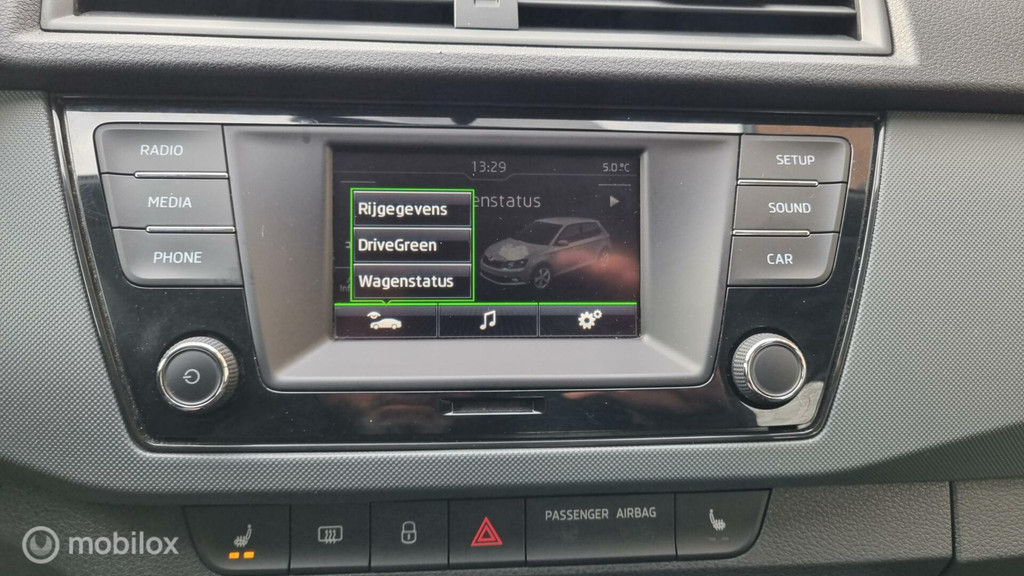 RADIO
MEDIA
PHONE
13:29
5.0 °C
enstatus
Rijgegevens
DriveGreen
Wagenstatus
SETUP
SOUND
CAR
PASSENGER AIRBAG
mobilox